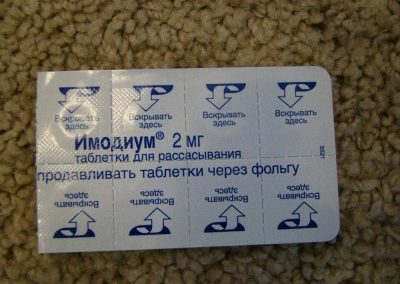 Вскрывать здесь Вскрывать здесь Вскрывать здесь Вскрывать здесь
Имодиум® 2 мг
таблетки для рассасывания
продавливать таблетки через фольгу
Вскрывать здесь Вскрывать здесь Вскрывать здесь Вскрывать здесь